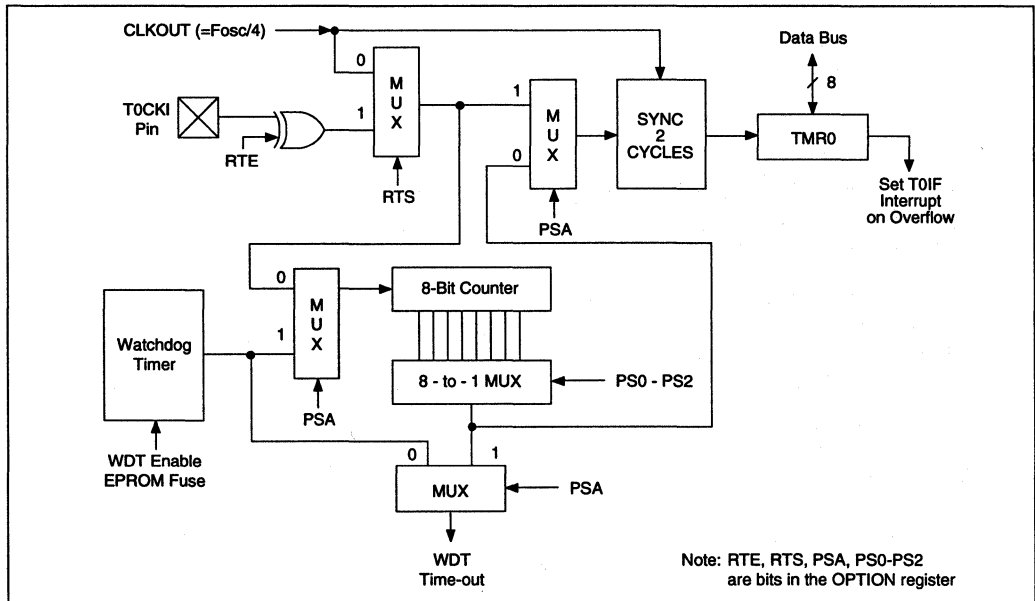 CLKOUT (=Fosc/4)
0
M
U
X
T0CKI
Pin
1
RTE
RTS
1
M
U
X
0
PSA
SYNC
2
CYCLES
Data Bus
8
TMR0
Set T0IF
Interrupt
on Overflow
0
M
U
X
1
PSA
8-Bit Counter
Watchdog
Timer
8 - to - 1 MUX
PS0 - PS2
WDT Enable
EPROM Fuse
0
1
MUX
PSA
WDT
Time-out
Note: RTE, RTS, PSA, PS0-PS2
are bits in the OPTION register